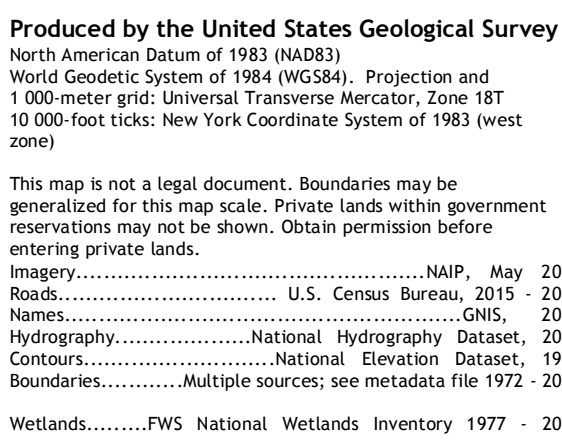 Produced by the United States Geological Survey
North American Datum of 1983 (NAD83)
World Geodetic System of 1984 (WGS84). Projection and
1 000-meter grid: Universal Transverse Mercator, Zone 18T
10 000-foot ticks: New York Coordinate System of 1983 (west
zone)
This map is not a legal document. Boundaries may be
generalized for this map scale. Private lands within government
reservations may not be shown. Obtain permission before
entering private lands.
Imagery..................................................NAIP, May 20
Roads............................... U.S. Census Bureau, 2015 - 20
Names.........................................................GNIS, 20
Hydrography...................National Hydrography Dataset, 20
Contours...........................National Elevation Dataset, 19
Boundaries............Multiple sources; see metadata file 1972 - 20
Wetlands.........FWS National Wetlands Inventory 1977 - 20